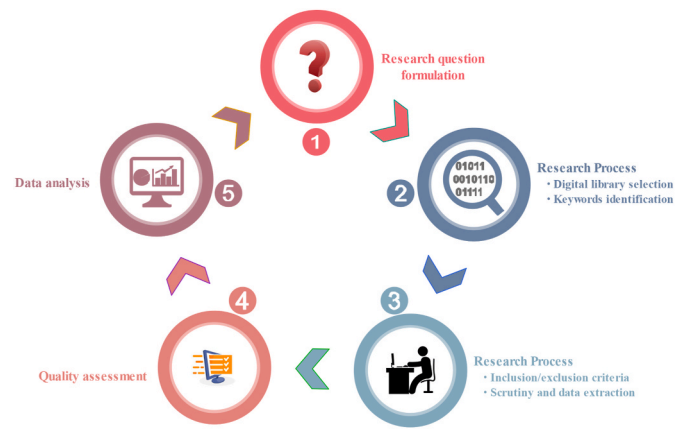 Research question
formulation
1
01011
0010110
01111
2
Research Process
• Digital library selection
• Keywords identification
3
Research Process
• Inclusion/exclusion criteria
• Scrutiny and data extraction
4
Quality assessment
5
Data analysis